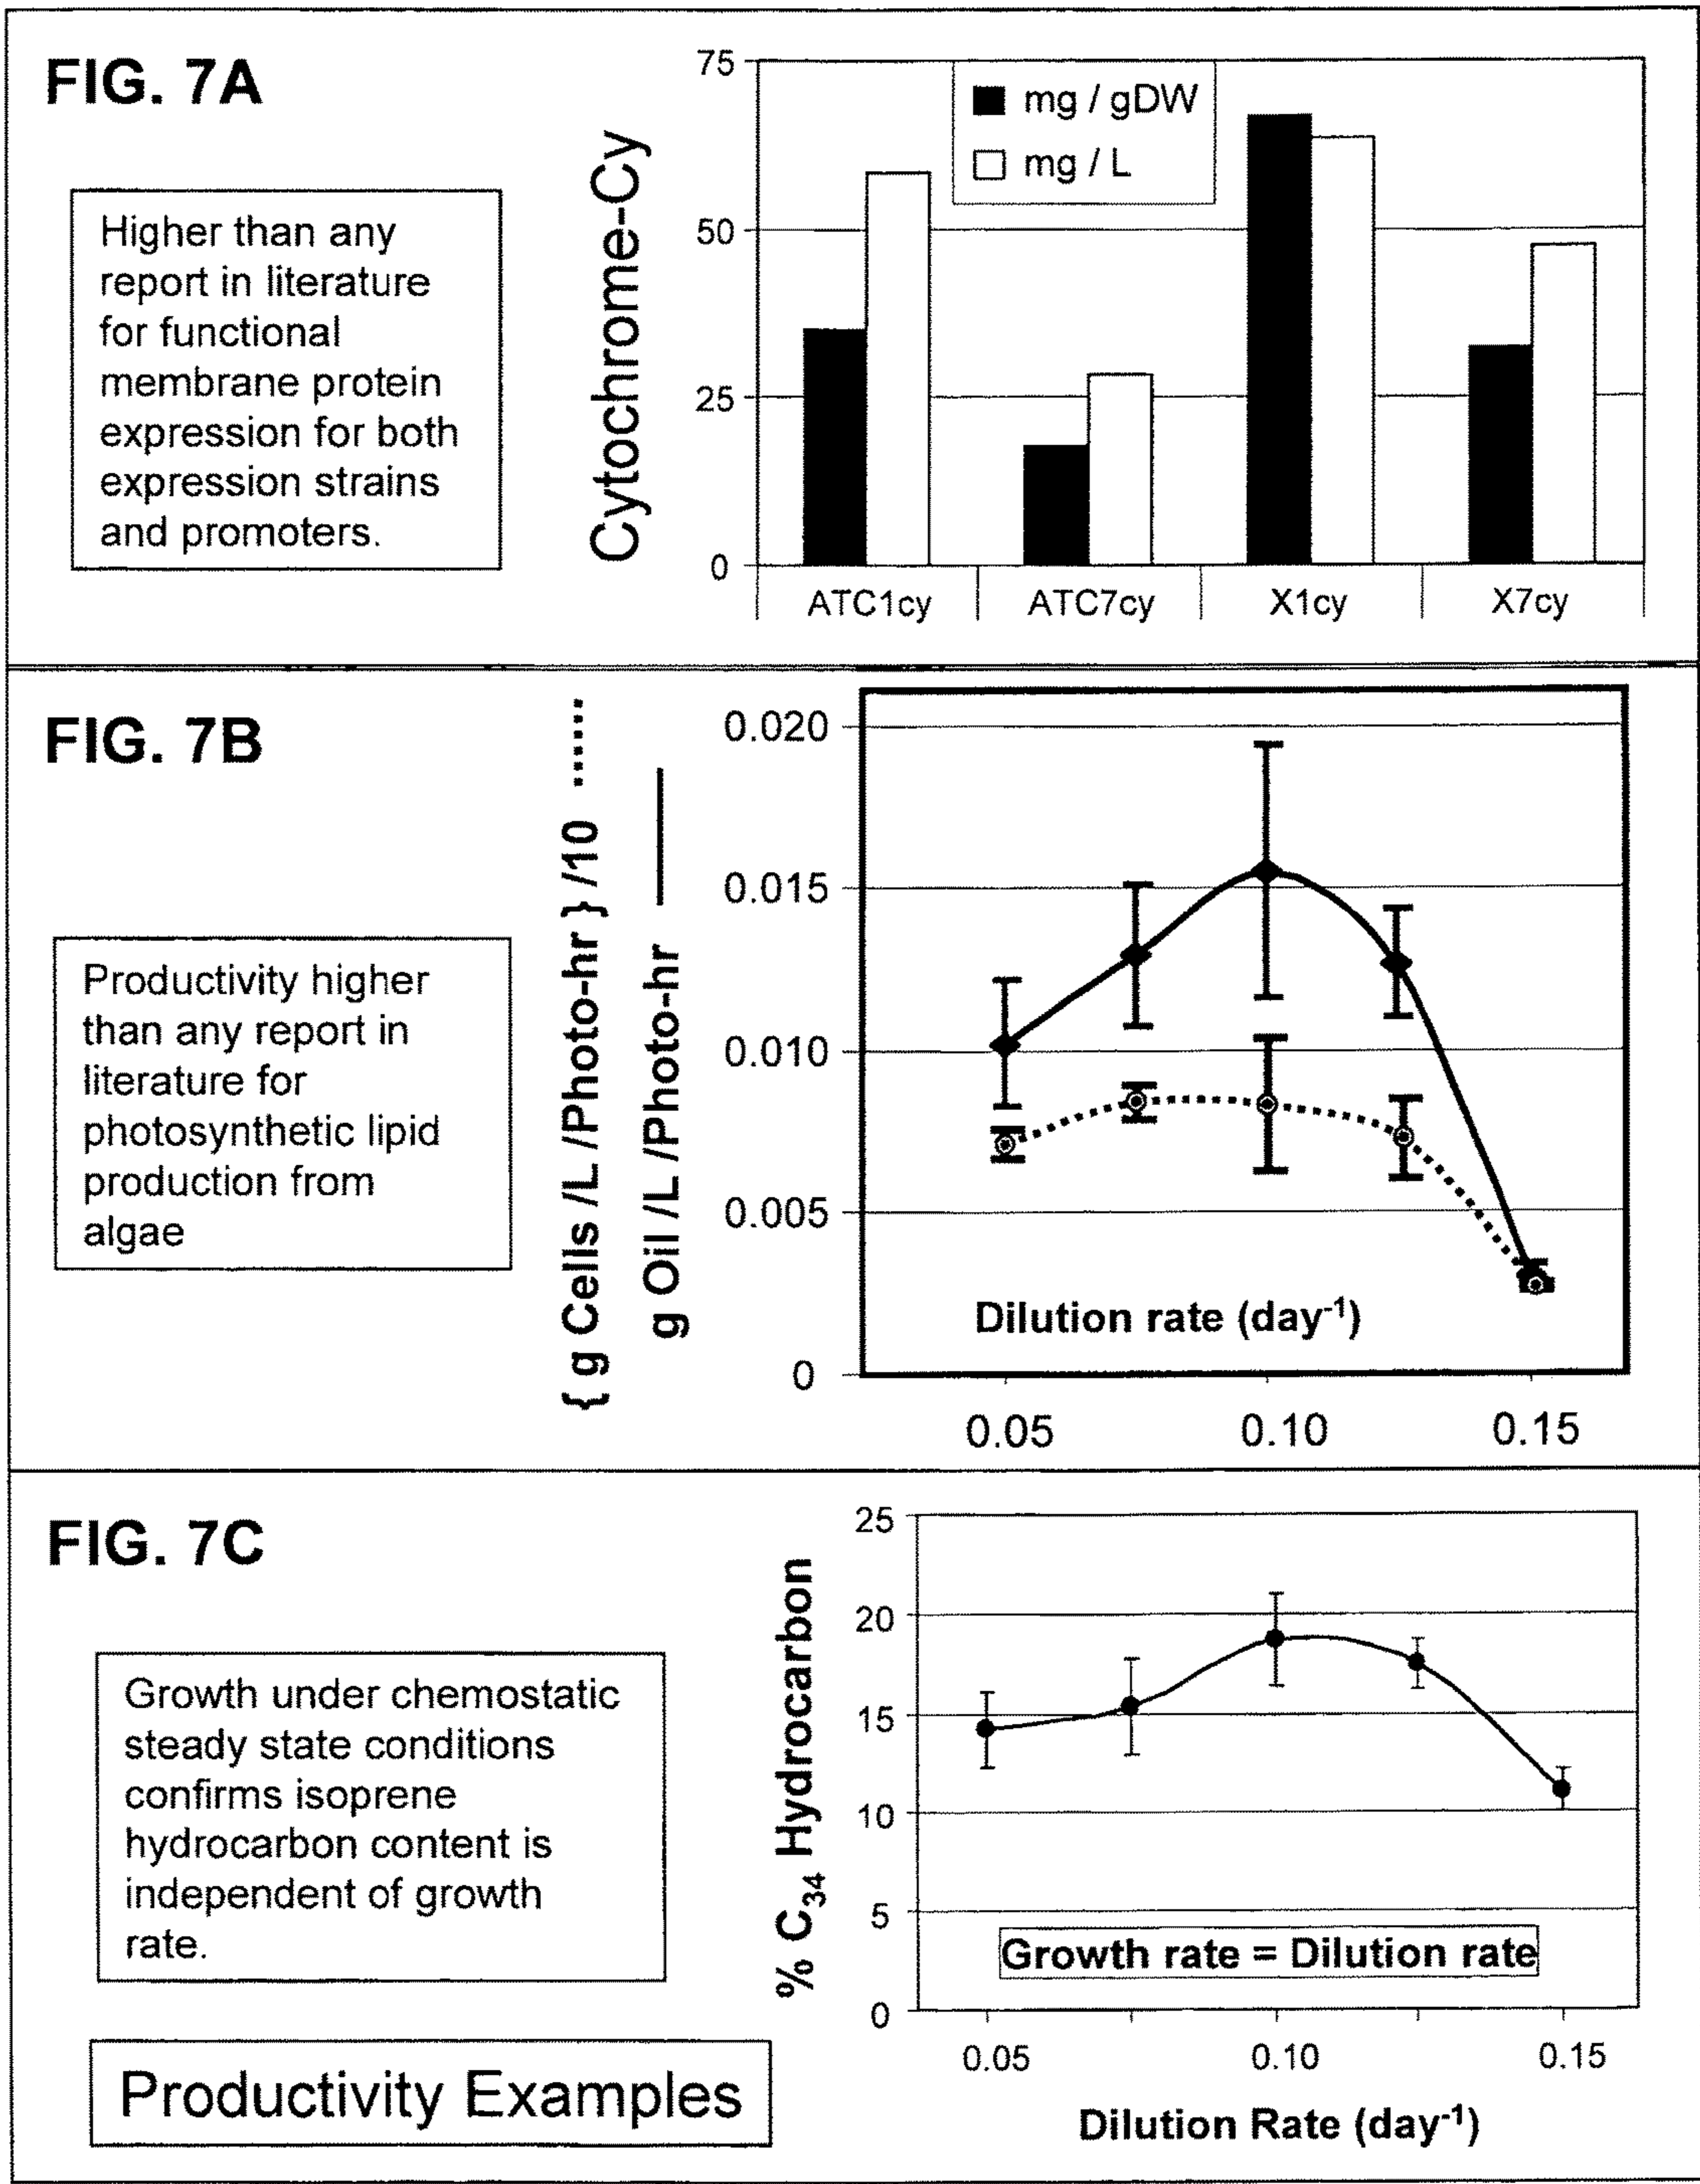 FIG. 7A
Higher than any
report in literature
for functional
membrane protein
expression for both
expression strains
and promoters.
Cytochrome-Cy
75
50
25
0
mg / gDW
mg / L
ATC1cy
ATC7cy
X1cy
X7cy
FIG. 7B
Productivity higher
than any report in
literature for
photosynthetic lipid
production from
algae
{ g Cells /L /Photo-hr } /10 ......
g Oil /L /Photo-hr ——
0.020
0.015
0.010
0.005
0
Dilution rate (day⁻¹)
0.05
0.10
0.15
FIG. 7C
Growth under chemostatic
steady state conditions
confirms isoprene
hydrocarbon content is
independent of growth
rate.
% C₃₄ Hydrocarbon
25
20
15
10
5
0
Growth rate = Dilution rate
0.05
0.10
0.15
Dilution Rate (day⁻¹)
Productivity Examples